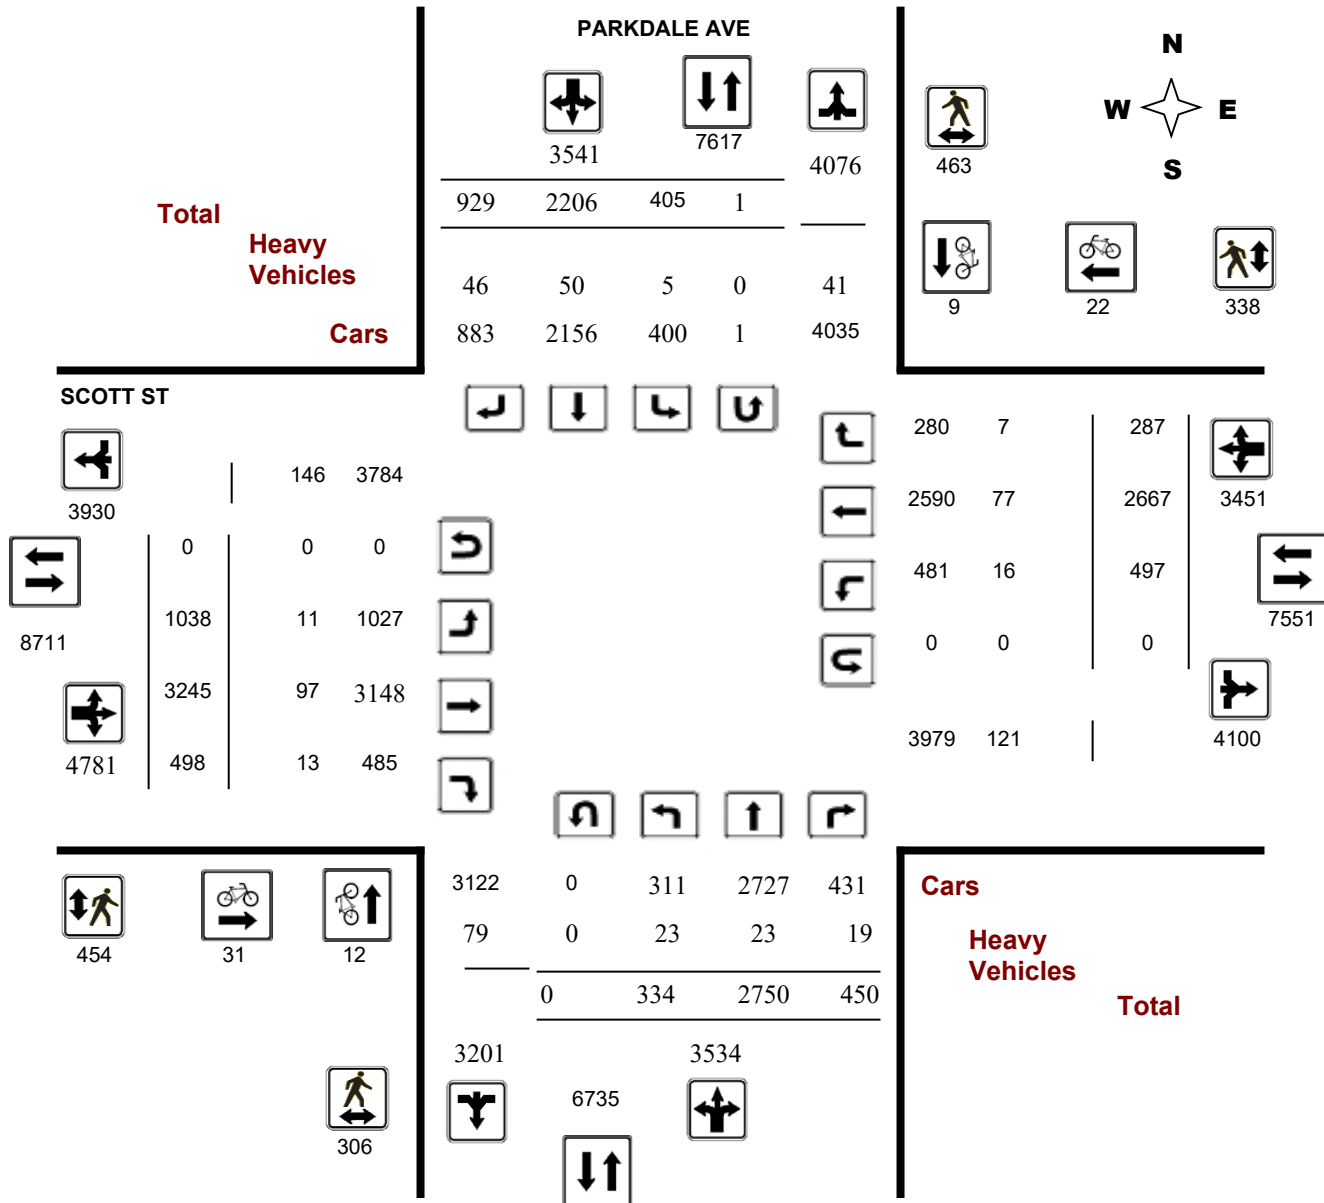 PARKDALE AVE
N
W E
S
3541 7617 4076 463
929 2206 405 1
Total
Heavy
Vehicles
46 50 5 0 41
9 22 338
Cars
883 2156 400 1 4035
SCOTT ST
280 7 287
146 3784
3930
2590 77 2667 3451
0 0 0
481 16 497
1038 11 1027
7551
8711
0 0 0
3245 97 3148
3979 121 4100
4781 498 13 485
3122 0 311 2727 431
Cars
79 0 23 23 19
Heavy
Vehicles
454 31 12
0 334 2750 450
Total
3201 3534
6735
306